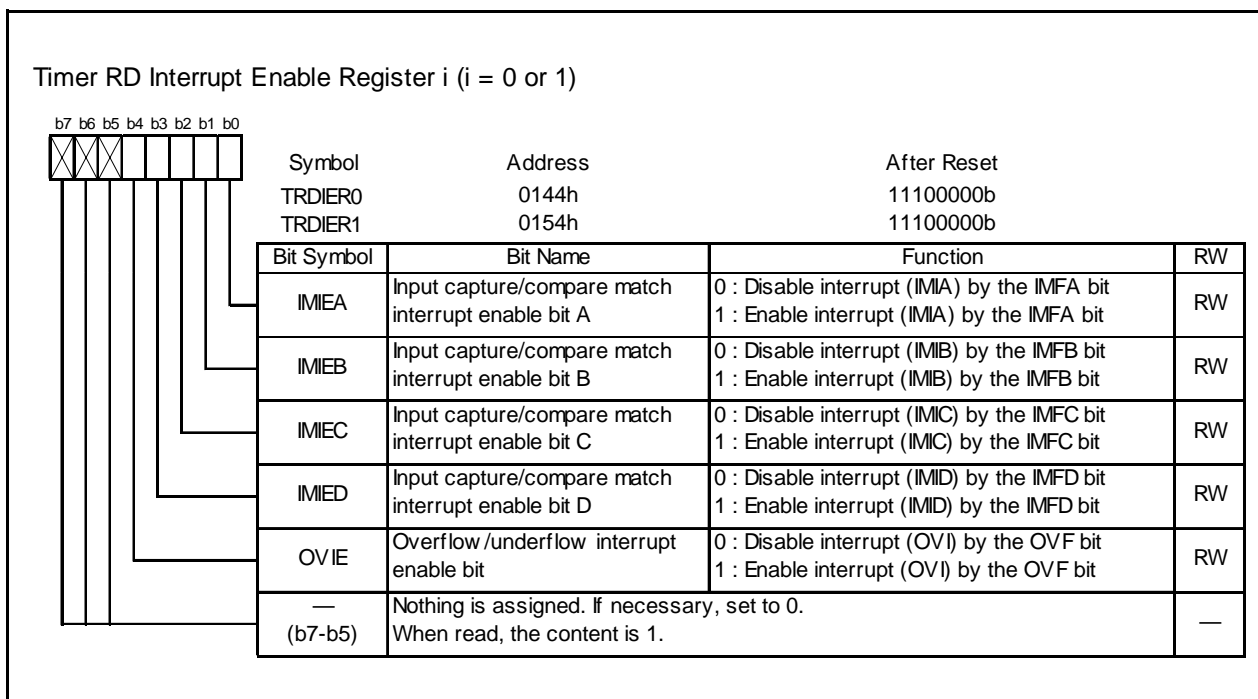 Timer RD Interrupt Enable Register i (i = 0 or 1)
b7 b6 b5 b4 b3 b2 b1 b0
Symbol Address After Reset
TRDIER0 0144h 11100000b
TRDIER1 0154h 11100000b
Bit Symbol Bit Name Function RW
IMIEA Input capture/compare match interrupt enable bit A 0 : Disable interrupt (IMIA) by the IMFA bit RW
1 : Enable interrupt (IMIA) by the IMFA bit
IMIEB Input capture/compare match interrupt enable bit B 0 : Disable interrupt (IMIB) by the IMFB bit RW
1 : Enable interrupt (IMIB) by the IMFB bit
IMIEC Input capture/compare match interrupt enable bit C 0 : Disable interrupt (IMIC) by the IMFC bit RW
1 : Enable interrupt (IMIC) by the IMFC bit
IMIED Input capture/compare match interrupt enable bit D 0 : Disable interrupt (IMID) by the IMFD bit RW
1 : Enable interrupt (IMID) by the IMFD bit
OVIE Overflow/underflow interrupt enable bit 0 : Disable interrupt (OVI) by the OVF bit RW
1 : Enable interrupt (OVI) by the OVF bit
— Nothing is assigned. If necessary, set to 0. —
(b7-b5) When read, the content is 1.